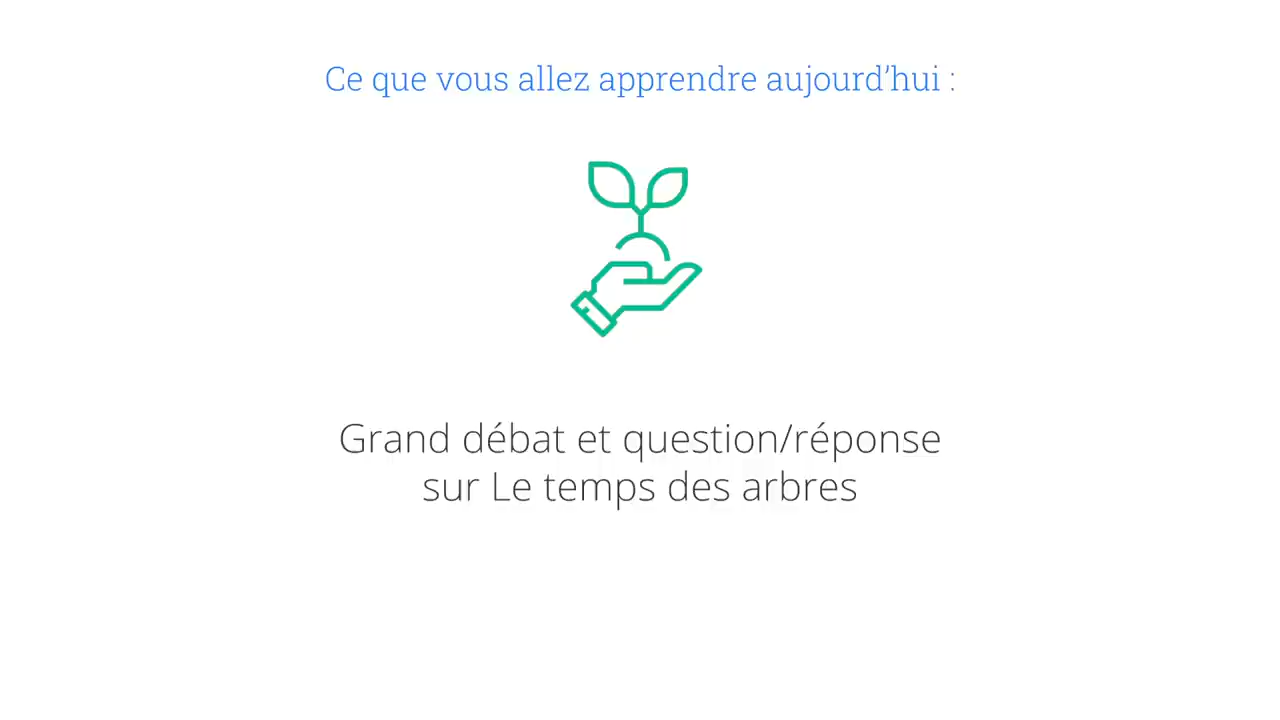 Ce que vous allez apprendre aujourd’hui :
Grand débat et question/réponse
sur Le temps des arbres